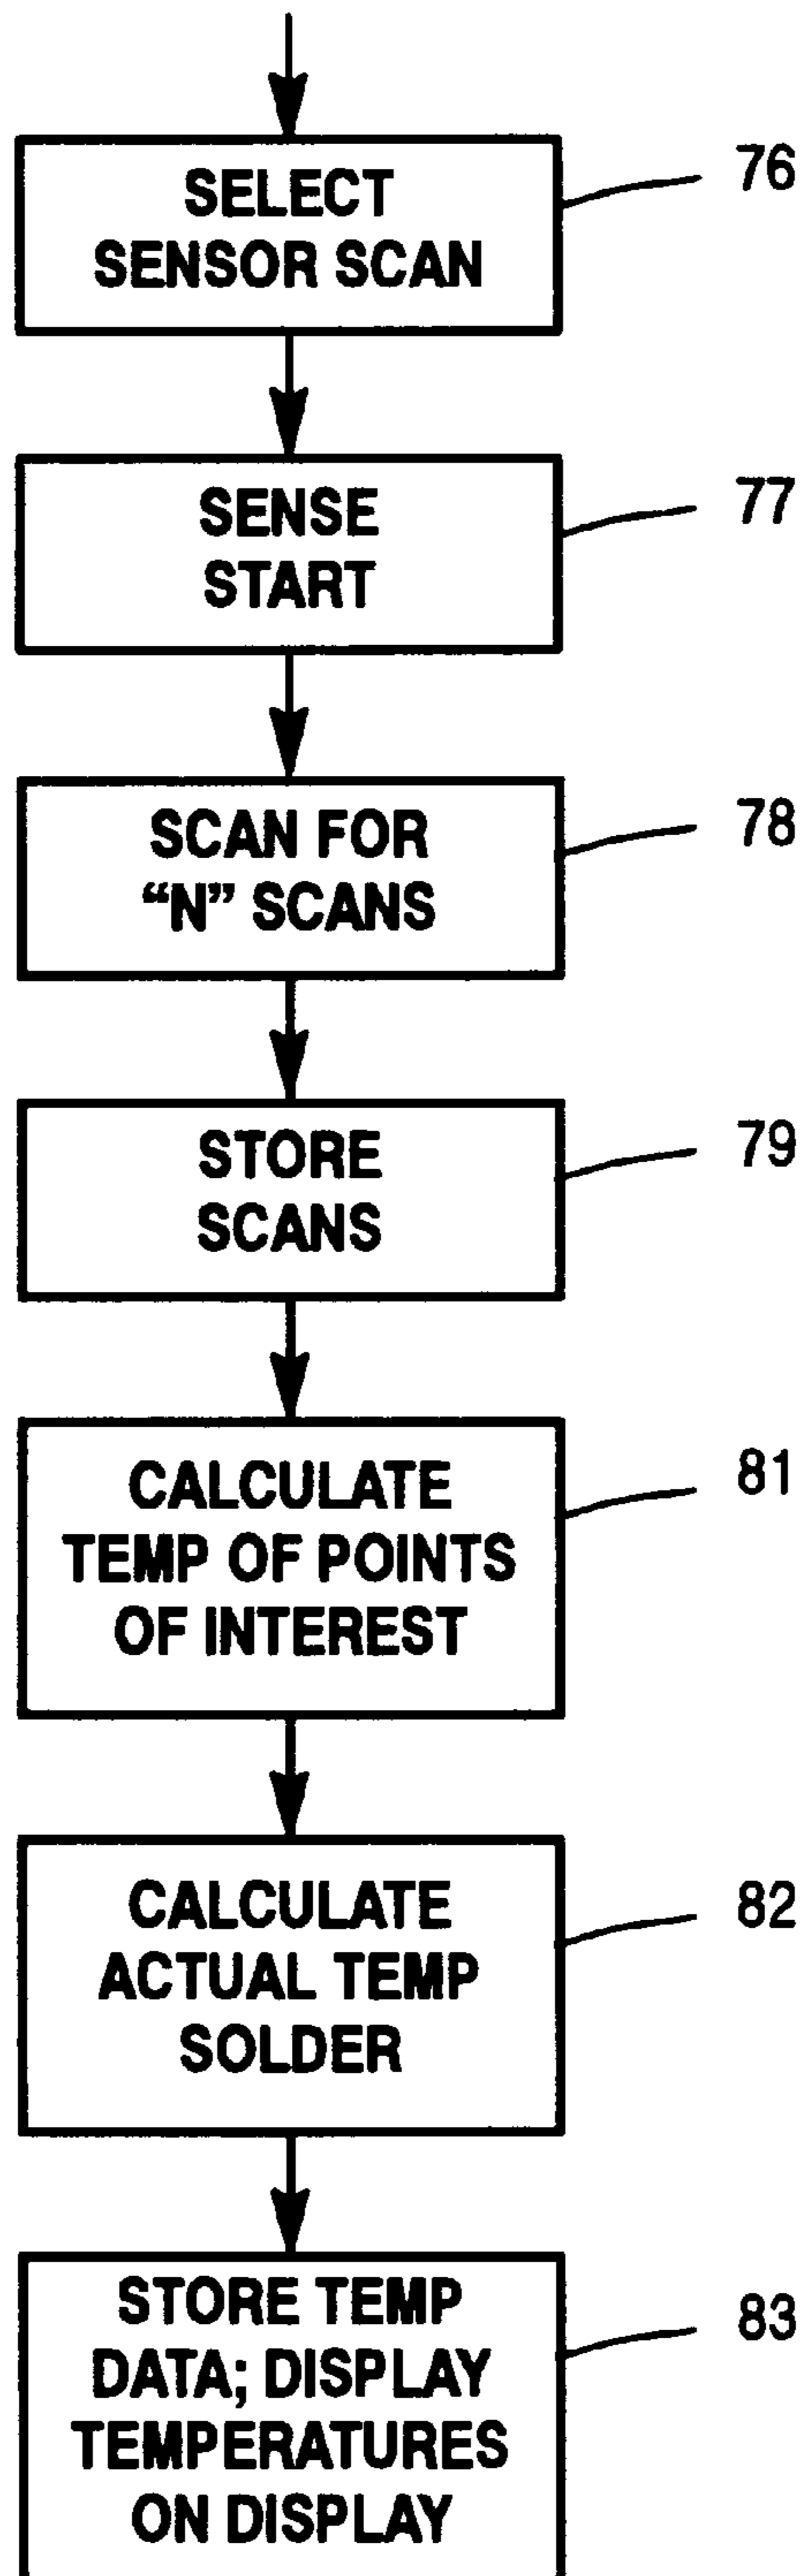 SELECT
SENSOR SCAN
76
SENSE
START
77
SCAN FOR
“N” SCANS
78
STORE
SCANS
79
CALCULATE
TEMP OF POINTS
OF INTEREST
81
CALCULATE
ACTUAL TEMP
SOLDER
82
STORE TEMP
DATA; DISPLAY
TEMPERATURES
ON DISPLAY
83